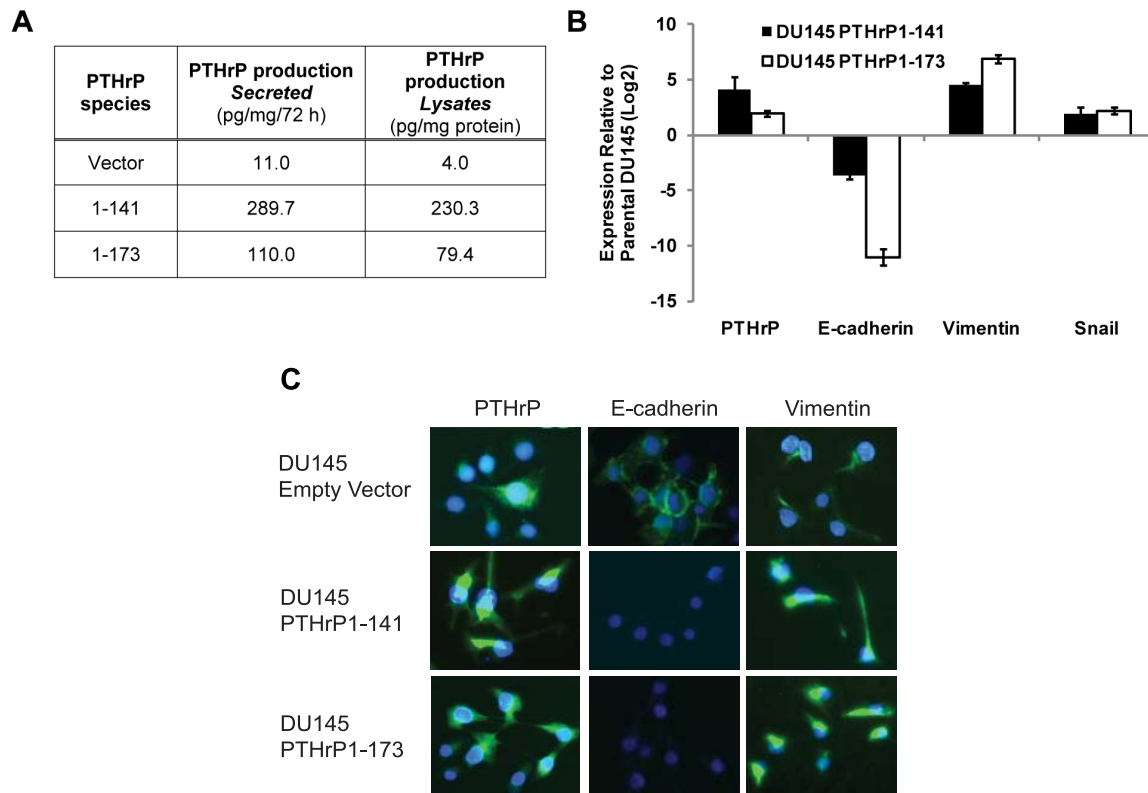 A
PTHrP species
PTHrP production Secreted (pg/mg/72 h)
PTHrP production Lysates (pg/mg protein)
Vector 11.0 4.0
1-141 289.7 230.3
1-173 110.0 79.4
B
DU145 PTHrP1-141
DU145 PTHrP1-173
Expression Relative to
Parental DU145 (Log2)
10
5
0
-5
-10
-15
PTHrP E-cadherin Vimentin Snail
C
PTHrP E-cadherin Vimentin
DU145
Empty Vector
DU145
PTHrP1-141
DU145
PTHrP1-173